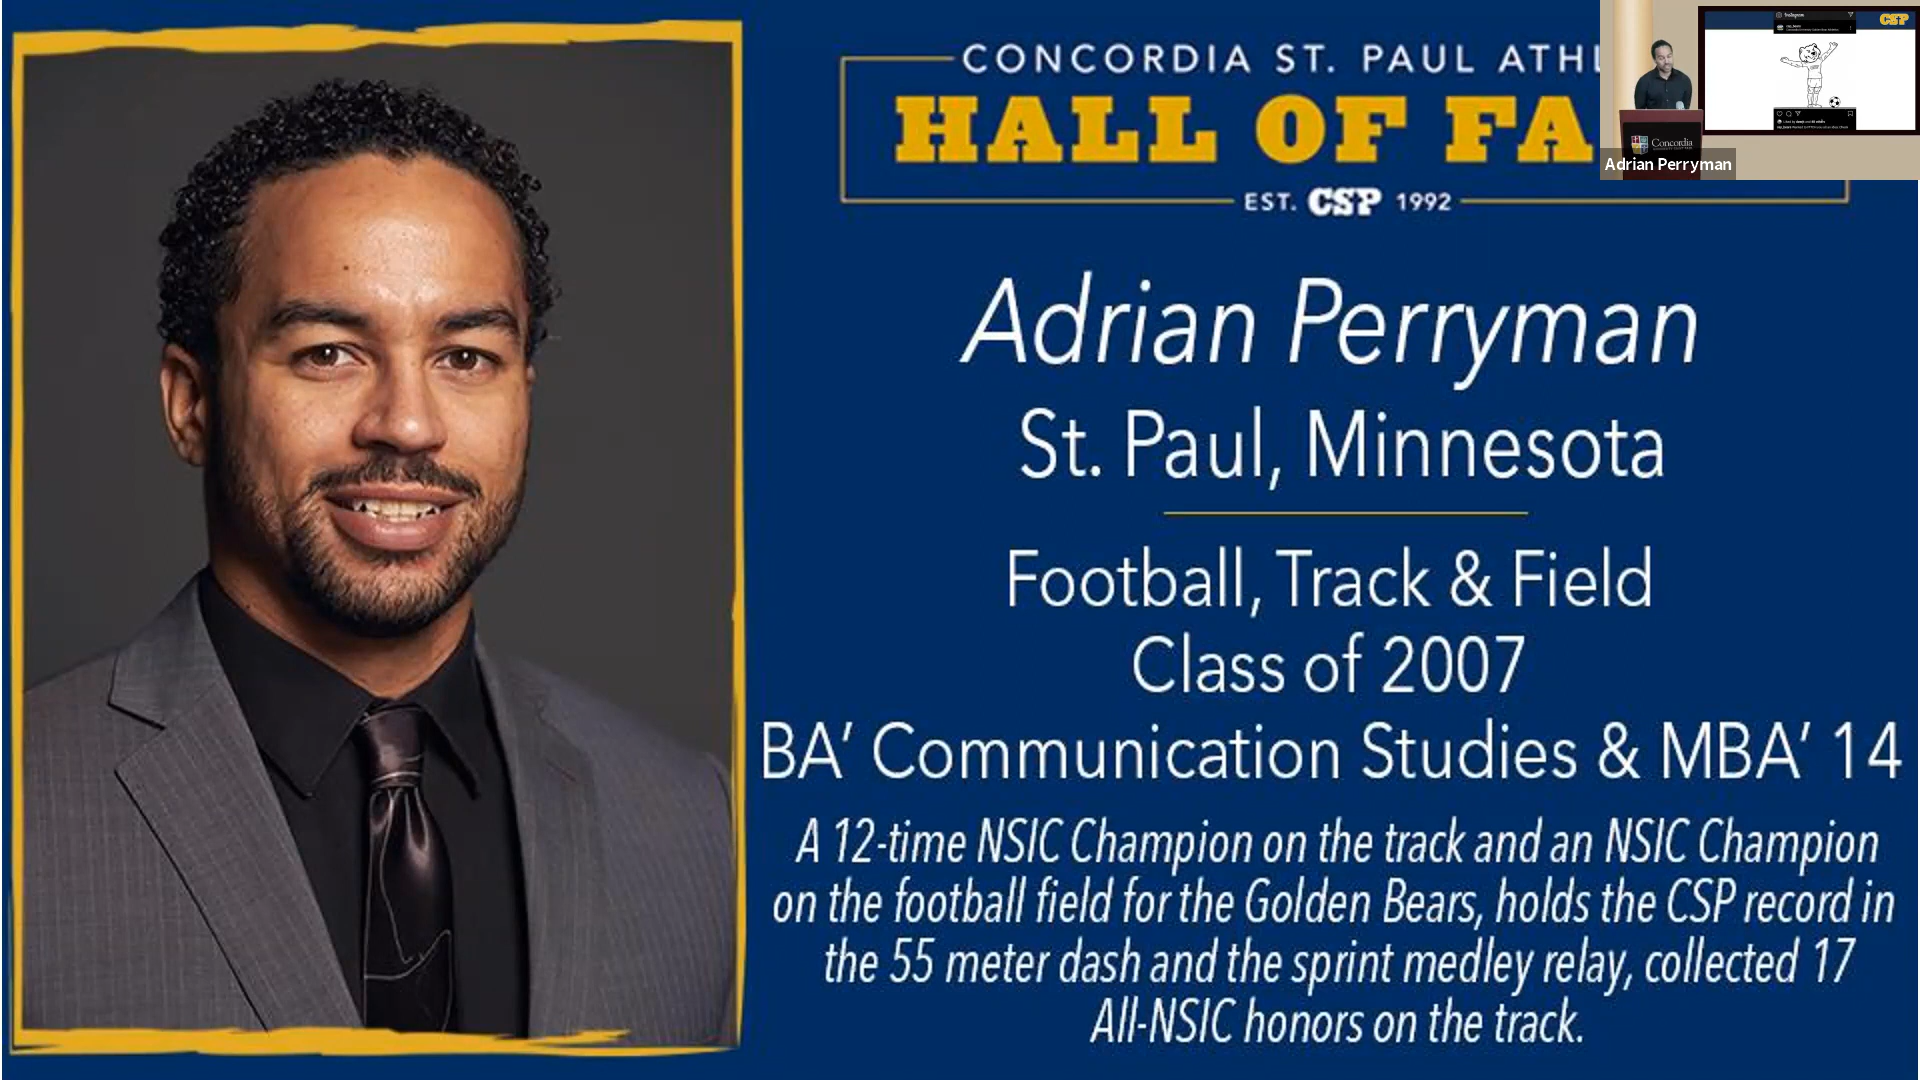 CONCORDIA ST. PAUL ATHL
HALL OF FA
EST. CSP 1992
Adrian Perryman
St. Paul, Minnesota
Football, Track & Field
Class of 2007
BA’ Communication Studies & MBA’ 14
A 12-time NSIC Champion on the track and an NSIC Champion
on the football field for the Golden Bears, holds the CSP record in
the 55 meter dash and the sprint medley relay, collected 17
All-NSIC honors on the track.
Instagram
CSP
Concordia
Adrian Perryman